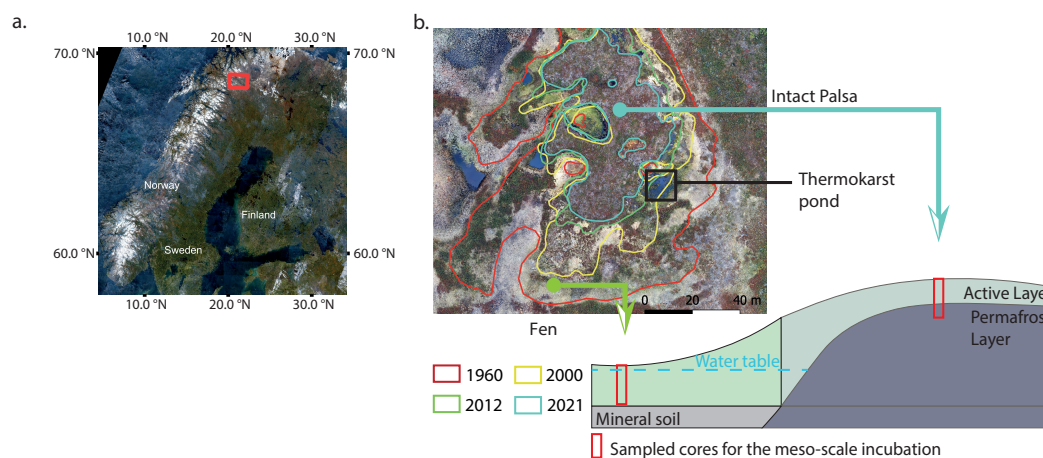 a.
70.0 °N
10.0 °E 20.0 °E 30.0 °E
70.0 °N
Norway
Finland
Sweden
60.0 °N
60.0 °N
10.0 °E 20.0 °E 30.0 °E
b.
Intact Palsa
Thermokarst
pond
0 20 40 m
Fen
1960 2000
2012 2021
Active Laye
Permafros
Layer
Water table
Mineral soil
Sampled cores for the meso-scale incubation